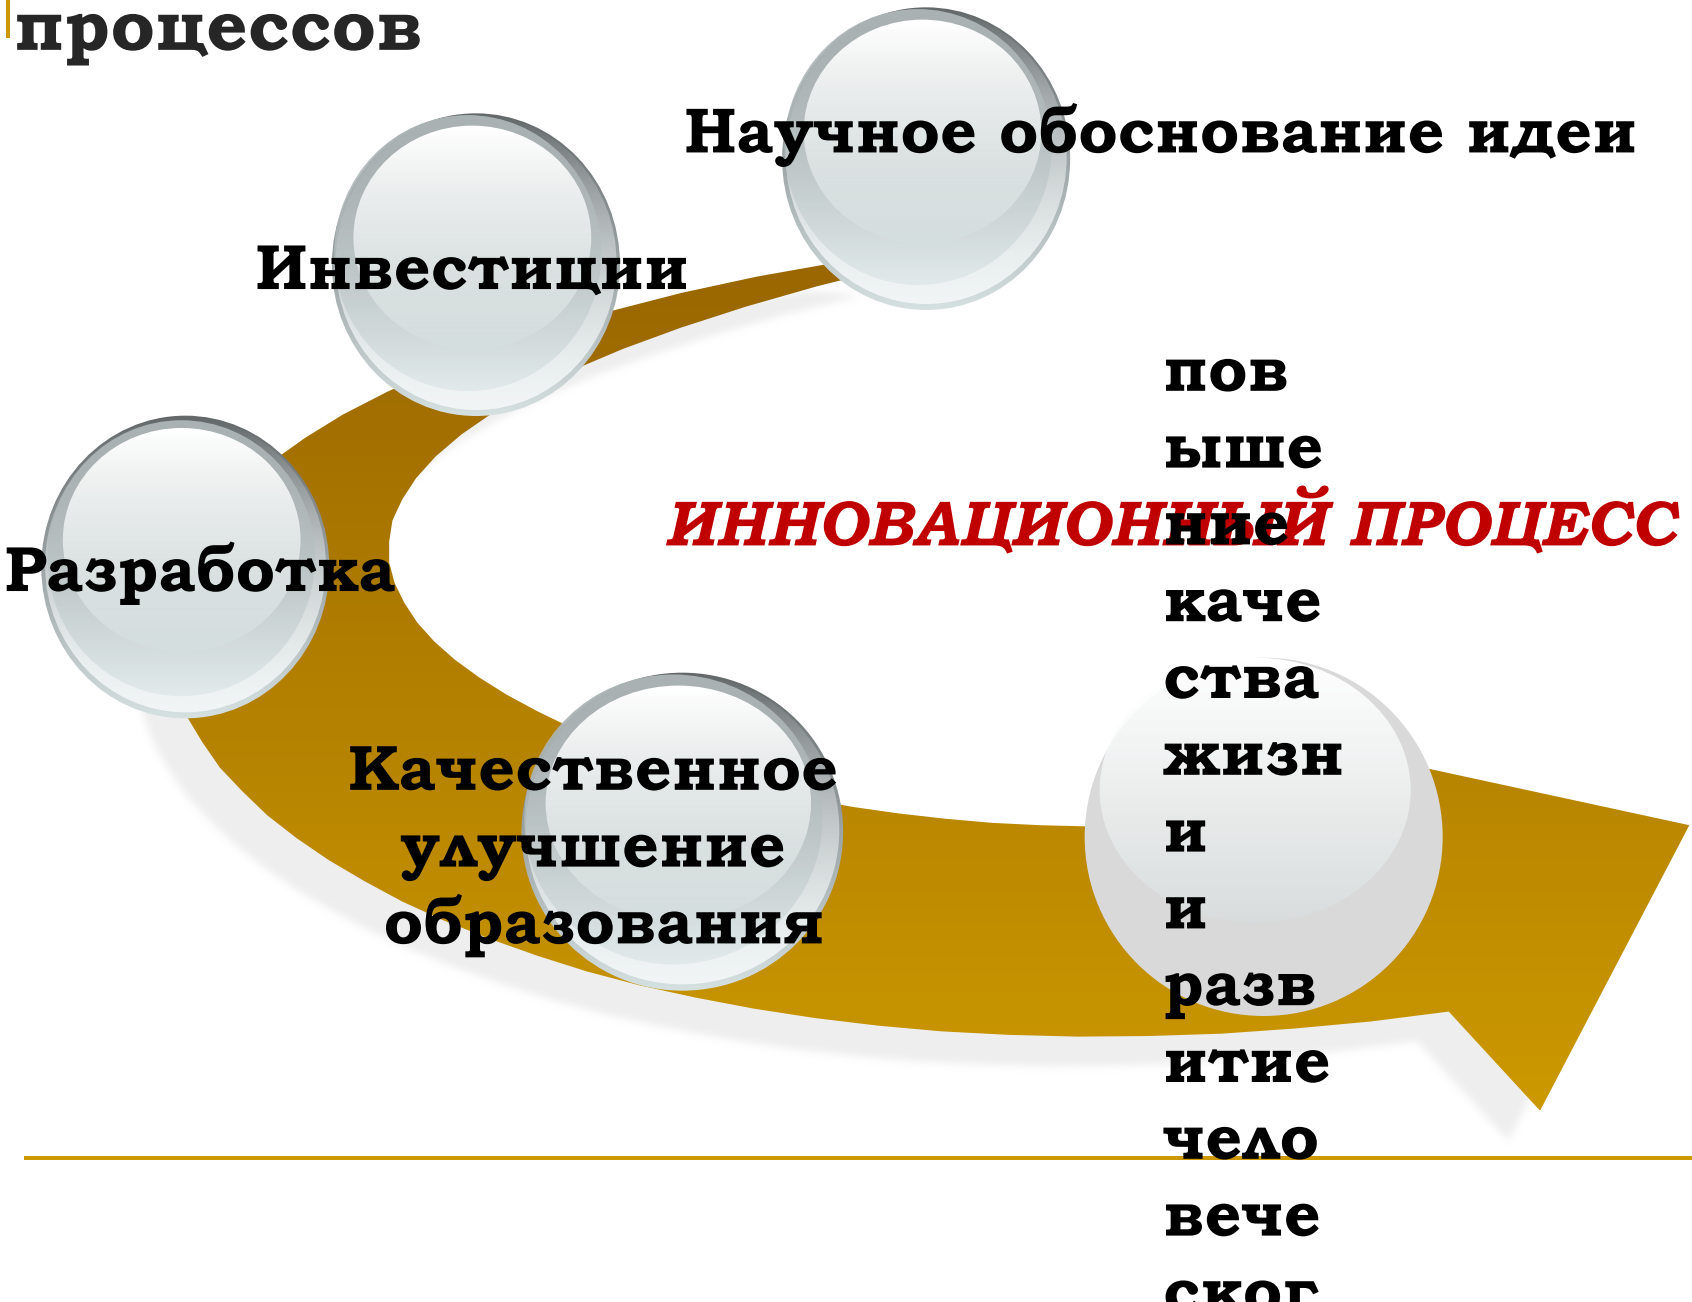 процессов
Научное обоснование идеи
Инвестиции
Разработка
ИННОВАЦИОННЫЙ ПРОЦЕСС
Качественное
улучшение
образования
пов
ыше
ние
каче
ства
жизн
и
и
разв
итие
чело
вече
ског